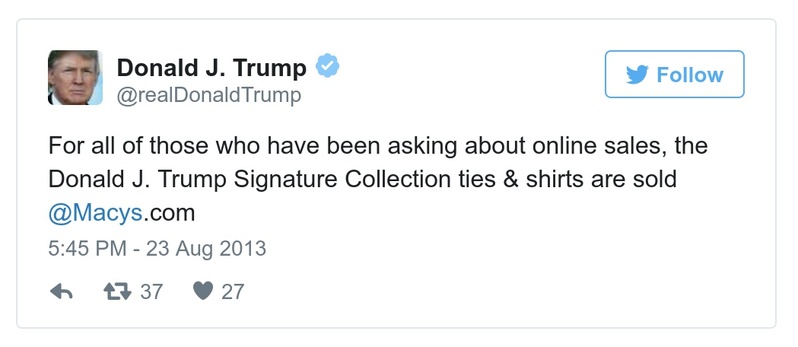 Donald J. Trump
@realDonaldTrump
Follow
For all of those who have been asking about online sales, the
Donald J. Trump Signature Collection ties & shirts are sold
@Macys.com
5:45 PM - 23 Aug 2013
37 27